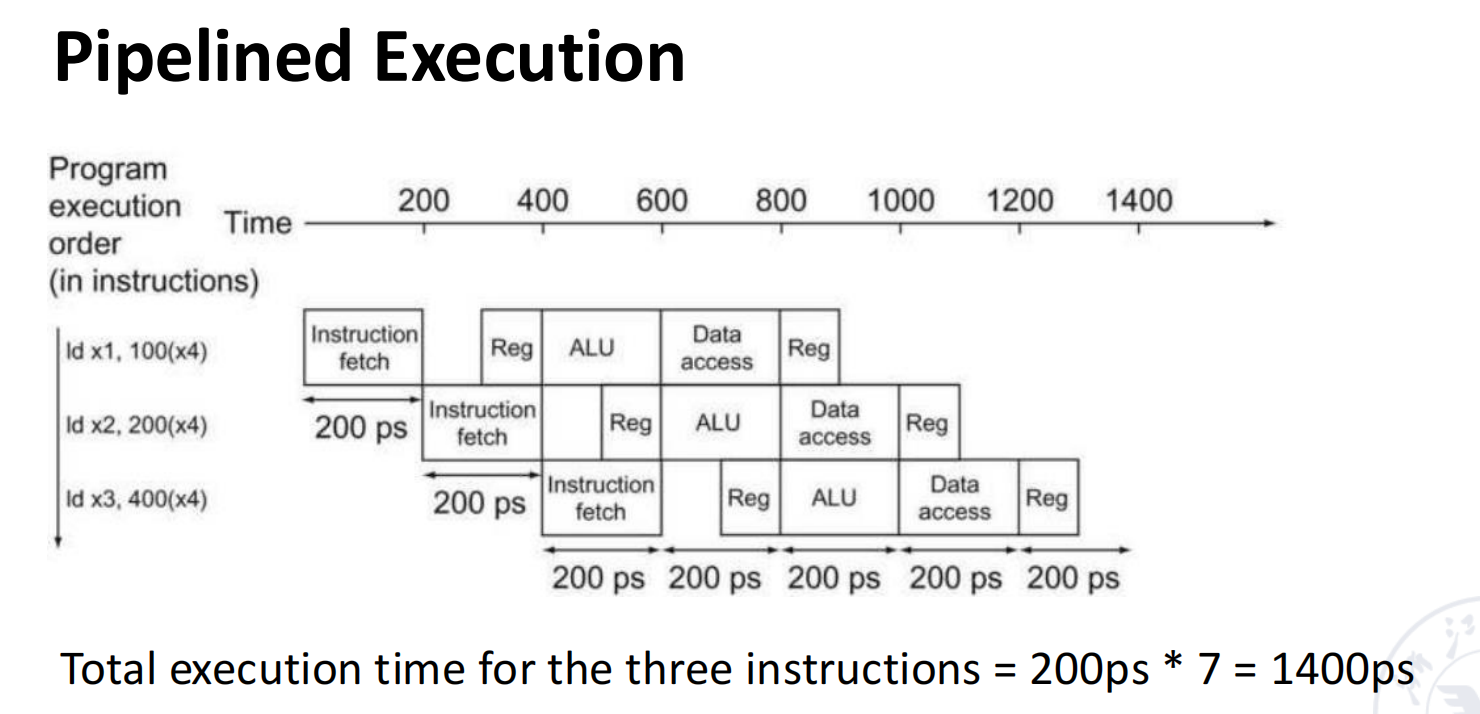 Pipelined Execution
Program
execution
order
(in instructions)
Time
200 400 600 800 1000 1200 1400
ld x1, 100(x4)
Instruction
fetch
Reg
ALU
Data
access
Reg
200 ps
ld x2, 200(x4)
Instruction
fetch
Reg
ALU
Data
access
Reg
200 ps
ld x3, 400(x4)
Instruction
fetch
Reg
ALU
Data
access
Reg
200 ps 200 ps 200 ps 200 ps 200 ps
Total execution time for the three instructions = 200ps * 7 = 1400ps